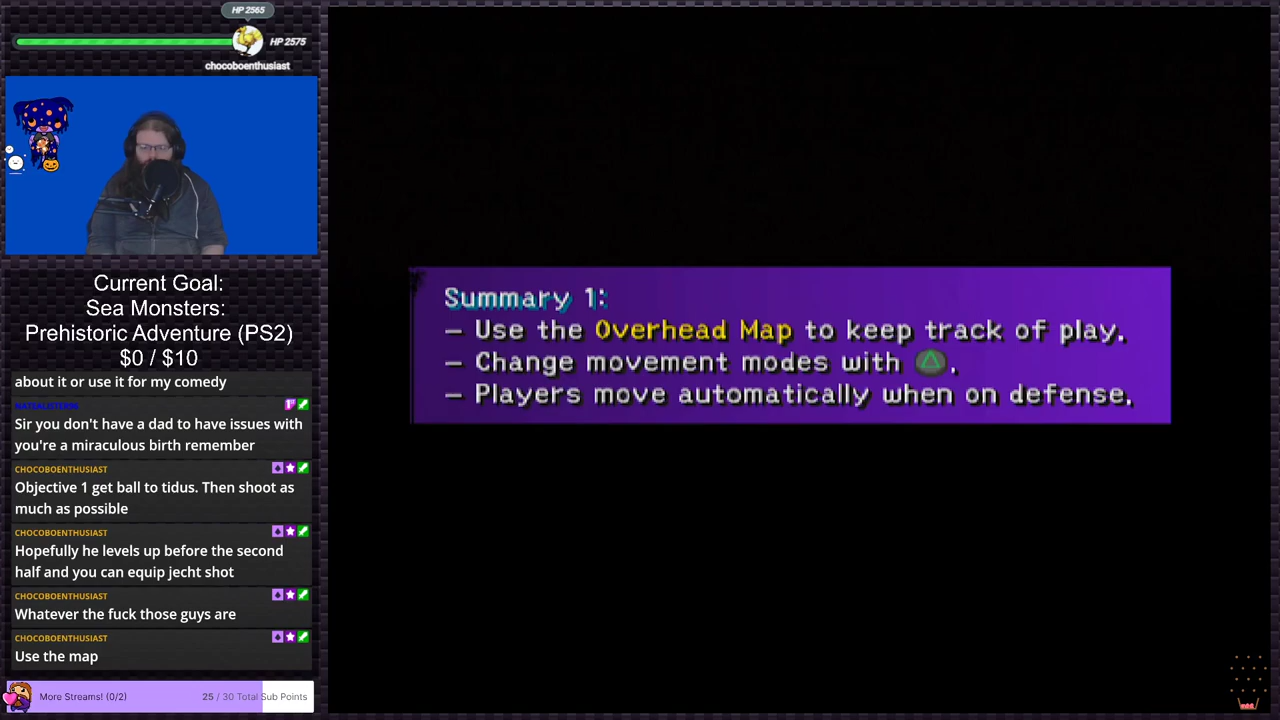 HP 2565
HP 2575
chocoboenthusiast
Current Goal:
Sea Monsters:
Prehistoric Adventure (PS2)
$0 / $10
about it or use it for my comedy
Sir you don't have a dad to have issues with
you're a miraculous birth remember
CHOCOBOENTHUSIAST
Objective 1 get ball to tidus. Then shoot as
much as possible
CHOCOBOENTHUSIAST
Hopefully he levels up before the second
half and you can equip jecht shot
CHOCOBOENTHUSIAST
Whatever the fuck those guys are
CHOCOBOENTHUSIAST
Use the map
More Streams! (0/2)
25 / 30 Total Sub Points
Summary 1:
– Use the Overhead Map to keep track of play.
– Change movement modes with .
– Players move automatically when on defense.